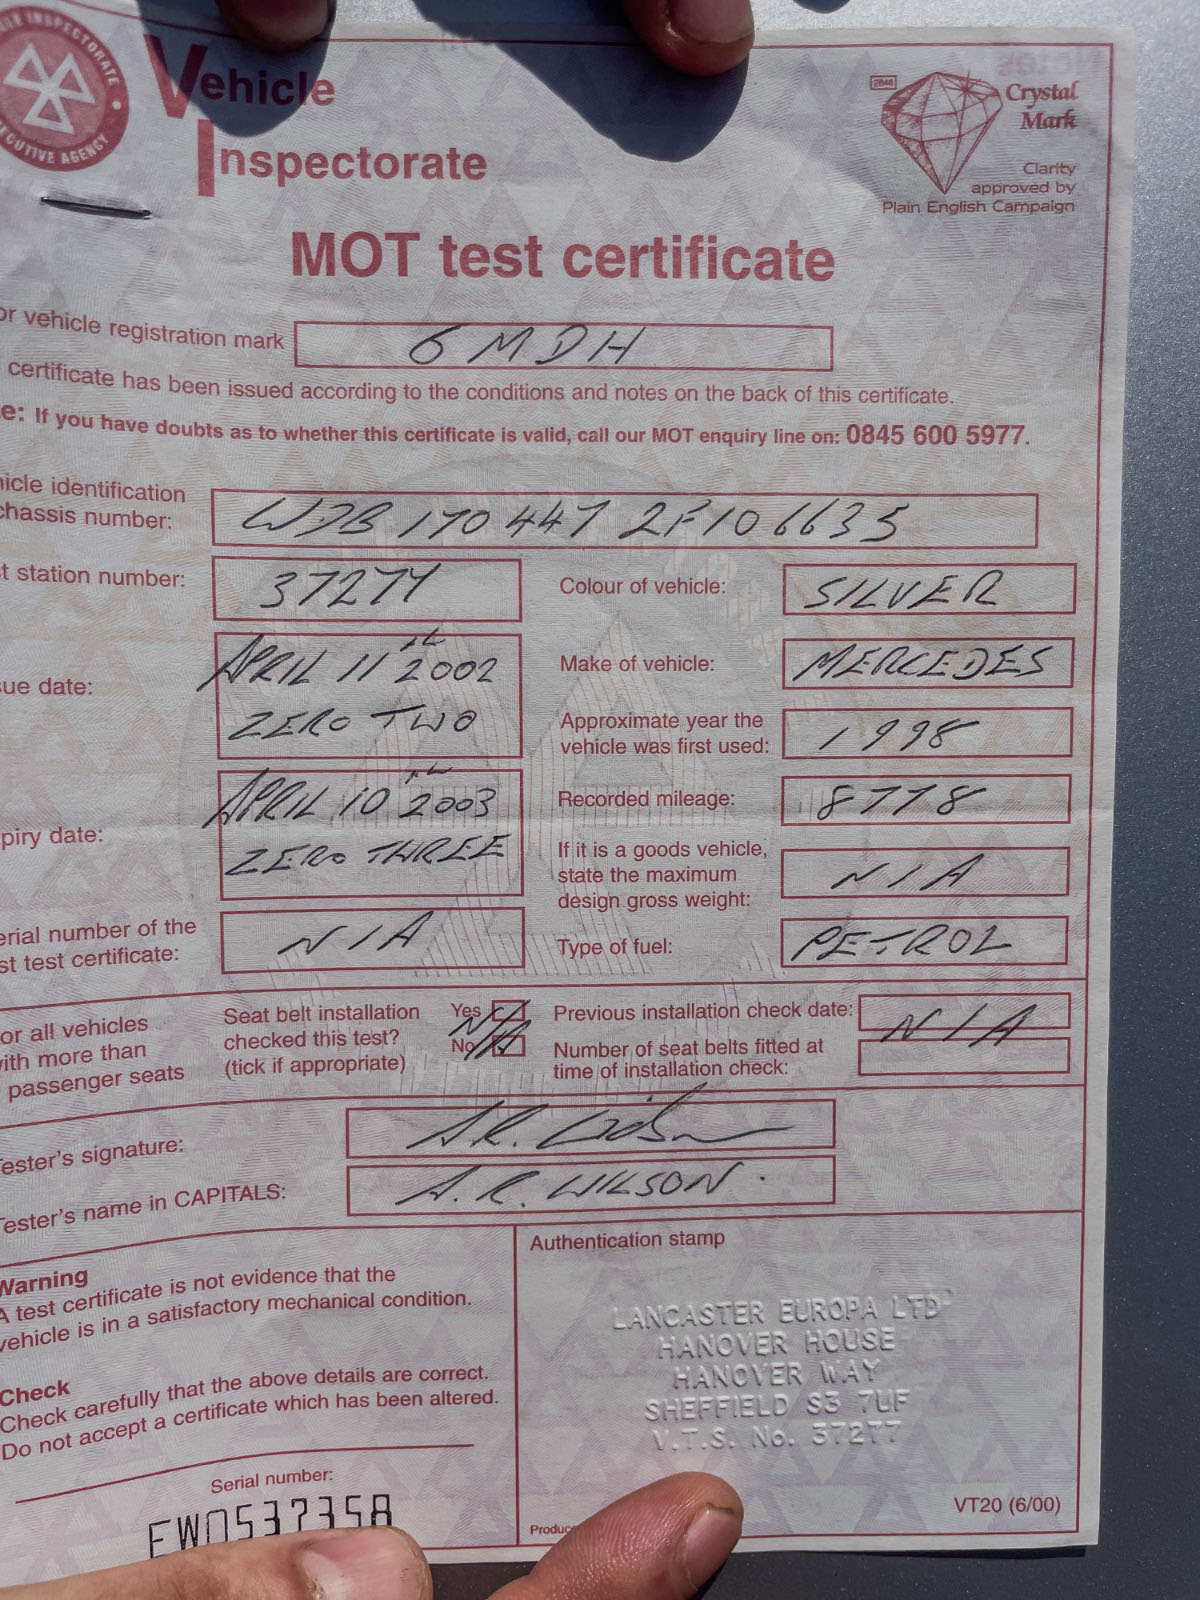 LE INSPECTORATE
CUTIVE AGENCY
Vehicle
Inspectorate
2848
Crystal
Mark
Clarity
approved by
Plain English Campaign
MOT test certificate
or vehicle registration mark 6 MDH
certificate has been issued according to the conditions and notes on the back of this certificate.
e: If you have doubts as to whether this certificate is valid, call our MOT enquiry line on: 0845 600 5977.
hicle identification
chassis number: WDB 170 447 2F106635
t station number: 37277
Colour of vehicle: SILVER
ue date: APRIL 11th 2002
ZERO TWO
Make of vehicle: MERCEDES
Approximate year the
vehicle was first used: 1998
piry date: APRIL 10th 2003
ZERO THREE
Recorded mileage: 8778
If it is a goods vehicle,
state the maximum
design gross weight: N/A
erial number of the
st test certificate: N/A
Type of fuel: PETROL
or all vehicles
with more than
passenger seats
Seat belt installation
checked this test?
(tick if appropriate)
Yes
No
N/A
Previous installation check date: N/A
Number of seat belts fitted at
time of installation check:
Tester's signature: A.R. Wilson
Tester's name in CAPITALS: A. R. WILSON.
Warning
A test certificate is not evidence that the
vehicle is in a satisfactory mechanical condition.
Check
Check carefully that the above details are correct.
Do not accept a certificate which has been altered.
Serial number:
EW0537358
Authentication stamp
LANCASTER EUROPA LTD
HANOVER HOUSE
HANOVER WAY
SHEFFIELD S3 7UF
V.T.S. No. 37277
Produc
VT20 (6/00)